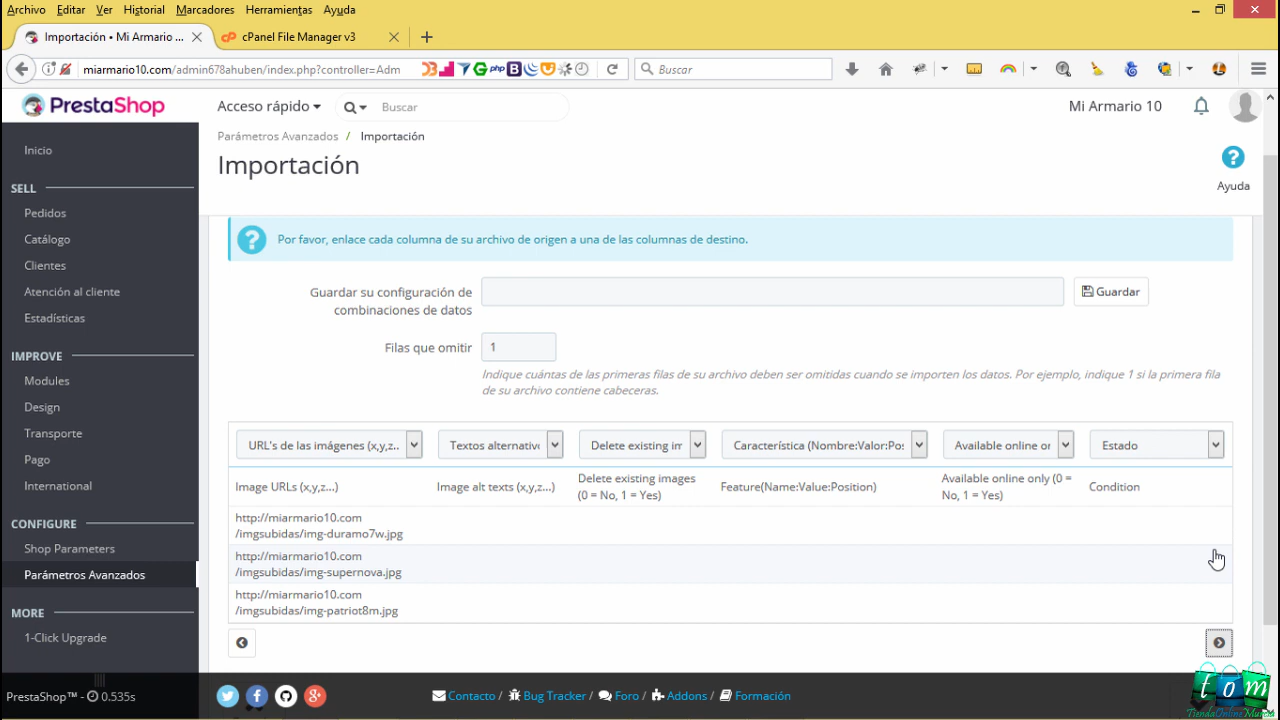 Archivo Editar Ver Historial Marcadores Herramientas Ayuda
Importación • Mi Armario ...
cPanel File Manager v3
miarmario10.com/admin678ahuben/index.php?controller=Adm
php
Buscar
PrestaShop
Acceso rápido
Buscar
Mi Armario 10
Parámetros Avanzados / Importación
Importación
Ayuda
Inicio
SELL
Pedidos
Catálogo
Clientes
Atención al cliente
Estadísticas
IMPROVE
Modules
Design
Transporte
Pago
International
CONFIGURE
Shop Parameters
Parámetros Avanzados
MORE
1-Click Upgrade
Por favor, enlace cada columna de su archivo de origen a una de las columnas de destino.
Guardar su configuración de
combinaciones de datos
Guardar
Filas que omitir
1
Indique cuántas de las primeras filas de su archivo deben ser omitidas cuando se importen los datos. Por ejemplo, indique 1 si la primera fila
de su archivo contiene cabeceras.
URL's de las imágenes (x,y,z...
Textos alternativo
Delete existing im
Característica (Nombre:Valor:Pos
Available online or
Estado
Image URLs (x,y,z...)
Image alt texts (x,y,z...)
Delete existing images
(0 = No, 1 = Yes)
Feature(Name:Value:Position)
Available online only (0 =
No, 1 = Yes)
Condition
http://miarmario10.com
/imgsubidas/img-duramo7w.jpg
http://miarmario10.com
/imgsubidas/img-supernova.jpg
http://miarmario10.com
/imgsubidas/img-patriot8m.jpg
PrestaShop™ - 0.535s
Contacto / Bug Tracker / Foro / Addons / Formación
tom
TiendaOnlineMurcia